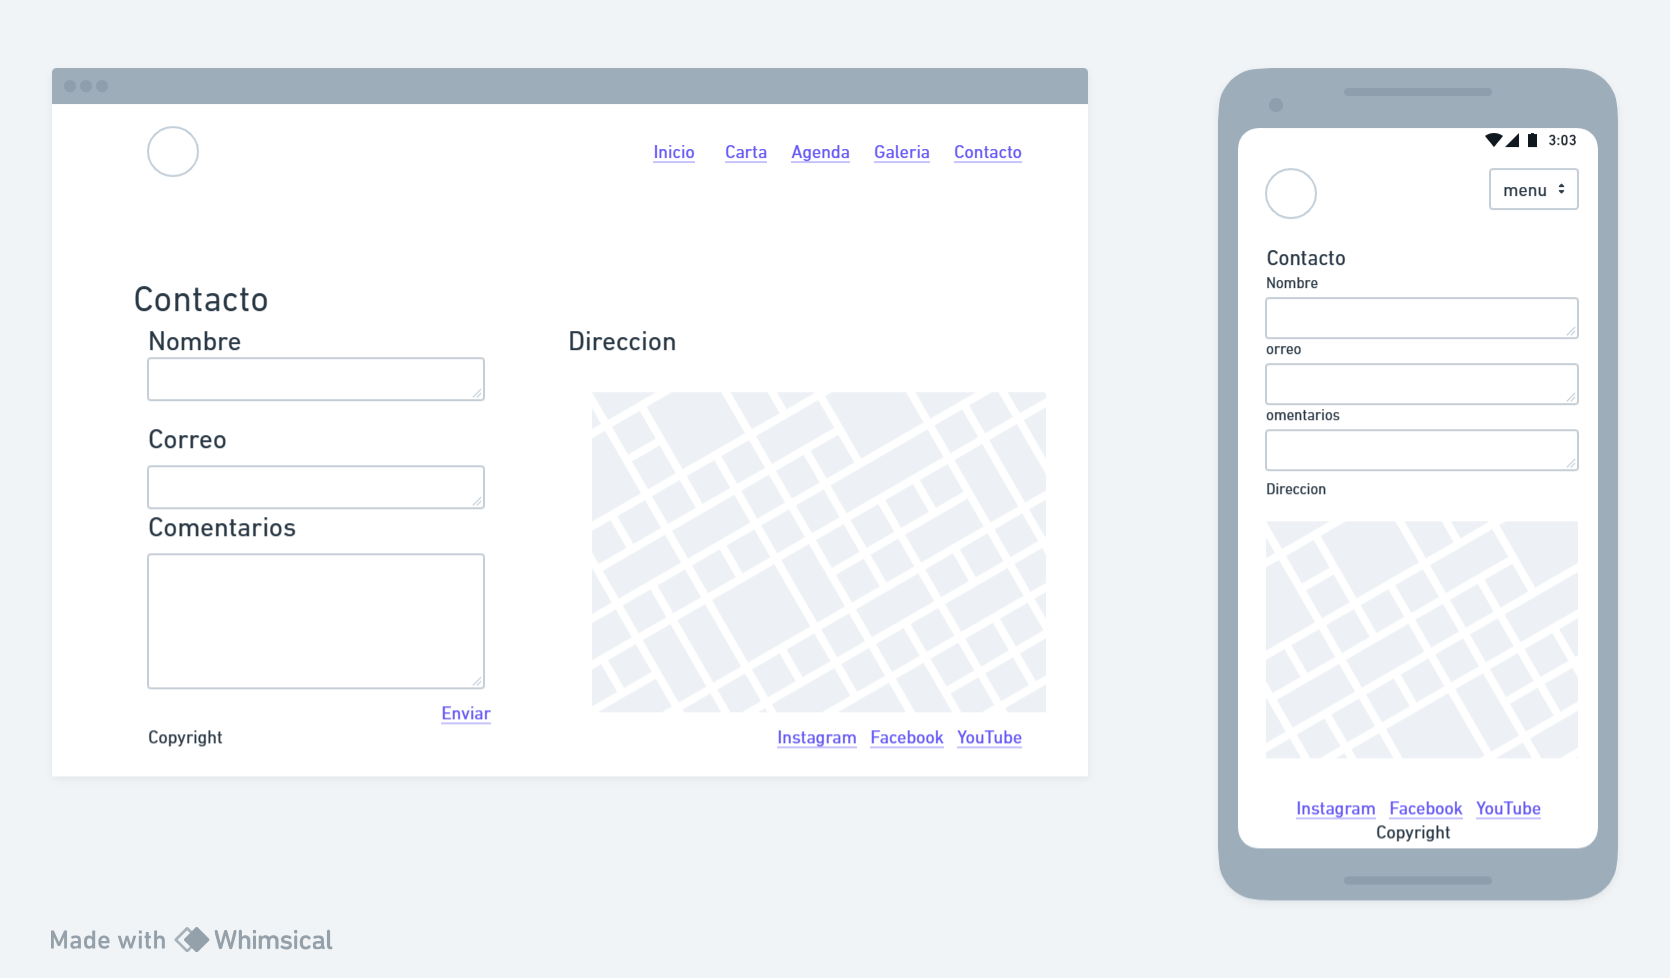 Inicio Carta Agenda Galeria Contacto
Contacto
Nombre
Correo
Comentarios
Enviar
Direccion
Copyright
Instagram Facebook YouTube
3:03
menu
Contacto
Nombre
orreo
omentarios
Direccion
Instagram Facebook YouTube
Copyright
Made with Whimsical